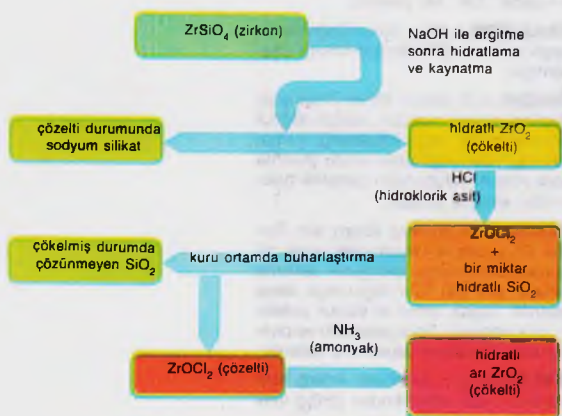 ZrSiO₄ (zirkon)
NaOH ile ergitme
sonra hidratlama
ve kaynatma
çözelti durumunda
sodyum silikat
hidratlı ZrO₂
(çökelti)
HCl
(hidroklorik asit)
ZrOCl₂
+
bir miktar
hidratlı SiO₂
kuru ortamda buharlaştırma
çökelmiş durumda
çözünmeyen SiO₂
NH₃
(amonyak)
ZrOCl₂ (çözelti)
hidratlı
arı ZrO₂
(çökelti)